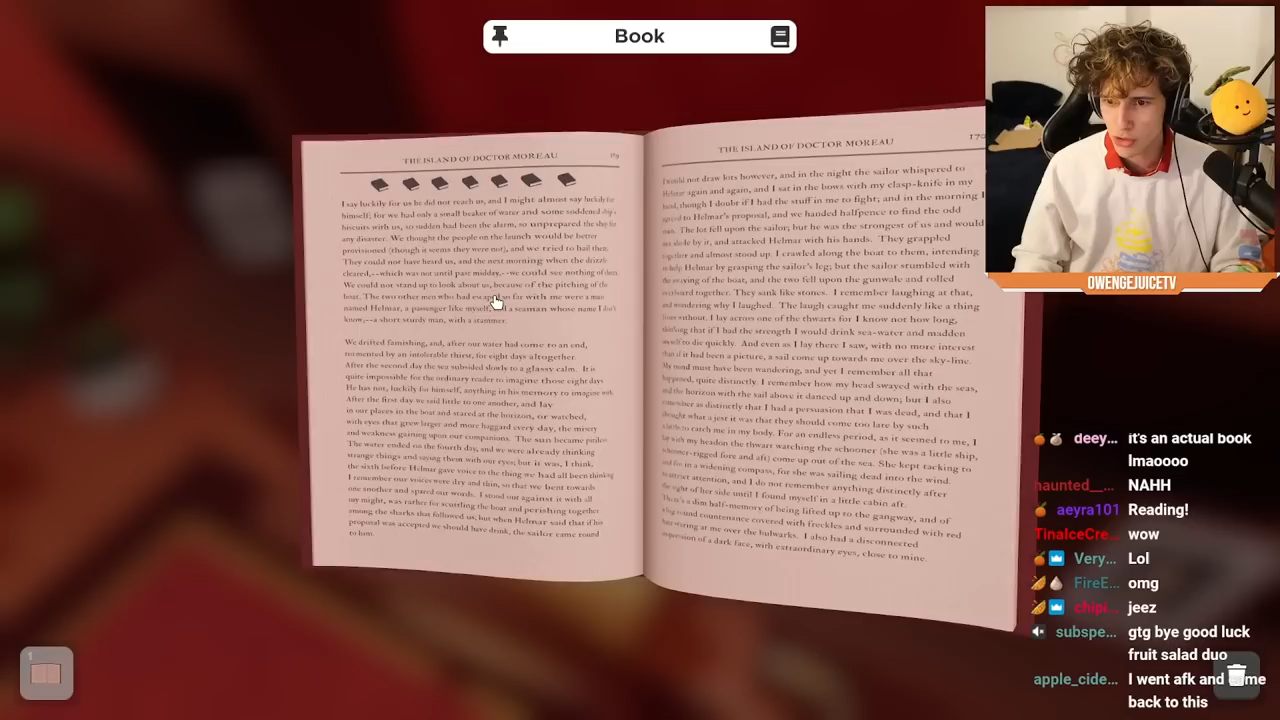 Book
THE ISLAND OF DOCTOR MOREAU
I say luckily for us he did not reach us, and I might almost say luckily for
himself; for we had only a small beaker of water and some soddened ship's
biscuits with us, so sudden had been the alarm, so unprepared the ship for
any disaster. We thought the people on the launch would be better
provisioned (though it seems they were not), and we tried to hail them.
They could not have heard us, and the next morning when the drizzle
cleared,--which was not until past midday,--we could see nothing of them.
We could not stand up to look about us, because of the pitching of the
boat. The two other men who had escaped so far with me were a man
named Helmar, a passenger like myself, a seaman whose name I don't
know,--a short sturdy man, with a stammer.
We drifted famishing, and, after our water had come to an end,
tormented by an intolerable thirst, for eight days altogether.
After the second day the sea subsided slowly to a glassy calm. It is
quite impossible for the ordinary reader to imagine those eight days
He has not, luckily for himself, anything in his memory to imagine with.
After the first day we said little to one another, and lay
in our places in the boat and stared at the horizon, or watched,
with eyes that grew larger and more haggard every day, the misery
and weakness gaining upon our companions. The sun became pitiless
The water ended on the fourth day, and we were already thinking
strange things and saying them with our eyes; but it was, I think,
the sixth before Helmar gave voice to the thing we had all been thinking
I remember our voices were dry and thin, so that we bent towards
one another and spared our words. I stood out against it with all
my might, was rather for scuttling the boat and perishing together
among the sharks that followed us; but when Helmar said that if his
proposal was accepted we should have drink, the sailor came round
to him.
THE ISLAND OF DOCTOR MOREAU
I would not draw lots however, and in the night the sailor whispered to
Helmar again and again, and I sat in the bows with my clasp-knife in my
hand, though I doubt if I had the stuff in me to fight; and in the morning I
agreed to Helmar's proposal, and we handed halfpence to find the odd
man. The lot fell upon the sailor; but he was the strongest of us and would
not abide by it, and attacked Helmar with his hands. They grappled
together and almost stood up. I crawled along the boat to them, intending
to help Helmar by grasping the sailor's leg; but the sailor stumbled with
the swaying of the boat, and the two fell upon the gunwale and rolled
overboard together. They sank like stones. I remember laughing at that,
and wondering why I laughed. The laugh caught me suddenly like a thing
from without. I lay across one of the thwarts for I know not how long,
thinking that if I had the strength I would drink sea-water and madden
myself to die quickly. And even as I lay there I saw, with no more interest
than if it had been a picture, a sail come up towards me over the sky-line.
My mind must have been wandering, and yet I remember all that
happened, quite distinctly. I remember how my head swayed with the seas,
and the horizon with the sail above it danced up and down; but I also
remember as distinctly that I had a persuasion that I was dead, and that I
thought what a jest it was that they should come too late by such
a little to catch me in my body. For an endless period, as it seemed to me, I
lay with my head on the thwart watching the schooner (she was a little ship,
schooner-rigged fore and aft) come up out of the sea. She kept tacking to
and fro in a widening compass, for she was sailing dead into the wind.
to attract attention, and I do not remember anything distinctly after
the sight of her side until I found myself in a little cabin aft.
There's a dim half-memory of being lifted up to the gangway, and of
a big round countenance covered with freckles and surrounded with red
hair staring at me over the bulwarks. I also had a disconnected
impression of a dark face, with extraordinary eyes, close to mine.
OWENGEJUICETV
deey... it's an actual book
lmaoooo
haunted__... NAHH
aeyra101 Reading!
TinaIceCre... wow
Very... Lol
FireE... omg
chipi... jeez
subspe... gtg bye good luck
fruit salad duo
apple_cide... I went afk and came
back to this
1